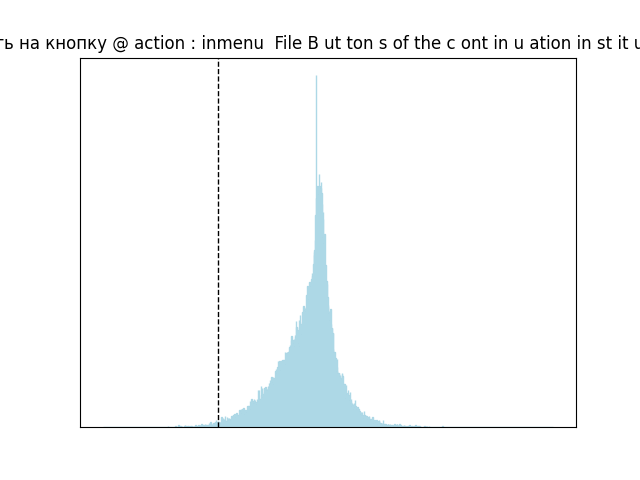 ть на кнопку @ action : inmenu File B ut ton s of the c ont in u ation in st it u